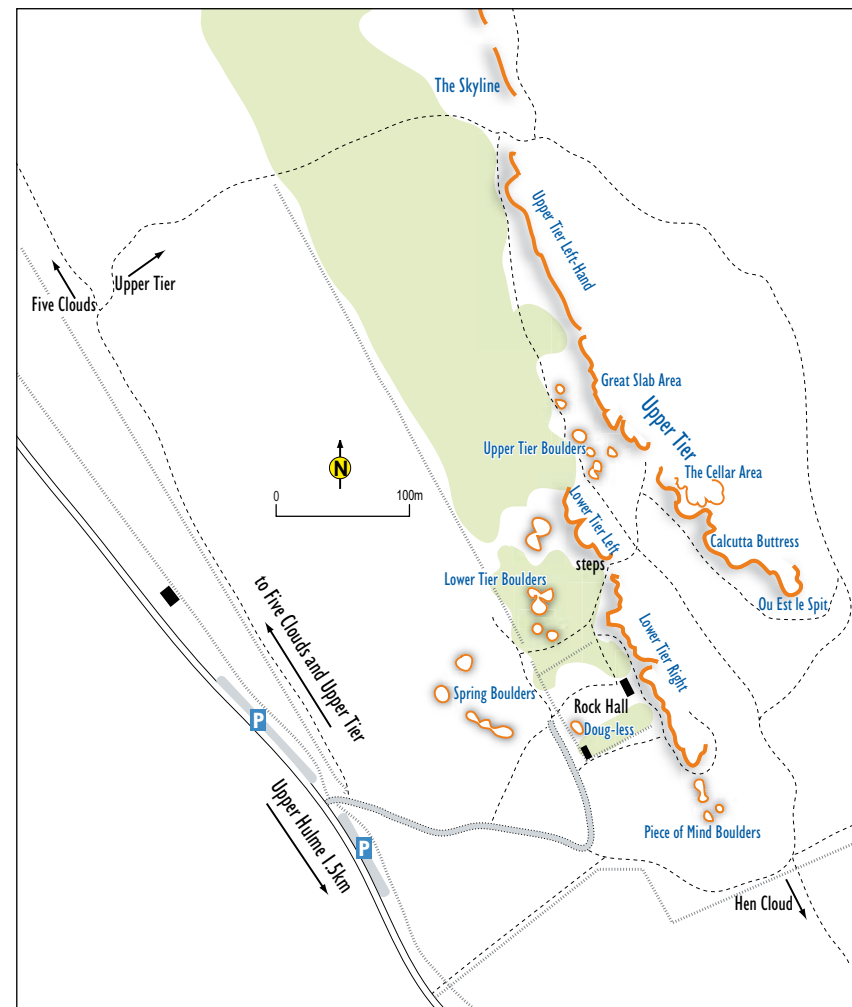 The Skyline
Upper Tier Left-Hand
Upper Tier
Five Clouds
Great Slab Area
Upper Tier
Upper Tier Boulders
N
The Cellar Area
0
100m
Lower Tier Left
Calcutta Buttress
steps
Lower Tier Boulders
Ou Est le Spit
to Five Clouds and Upper Tier
Lower Tier Right
Spring Boulders
Rock Hall
P
Doug-less
Upper Hulme 1.5km
Piece of Mind Boulders
P
Hen Cloud